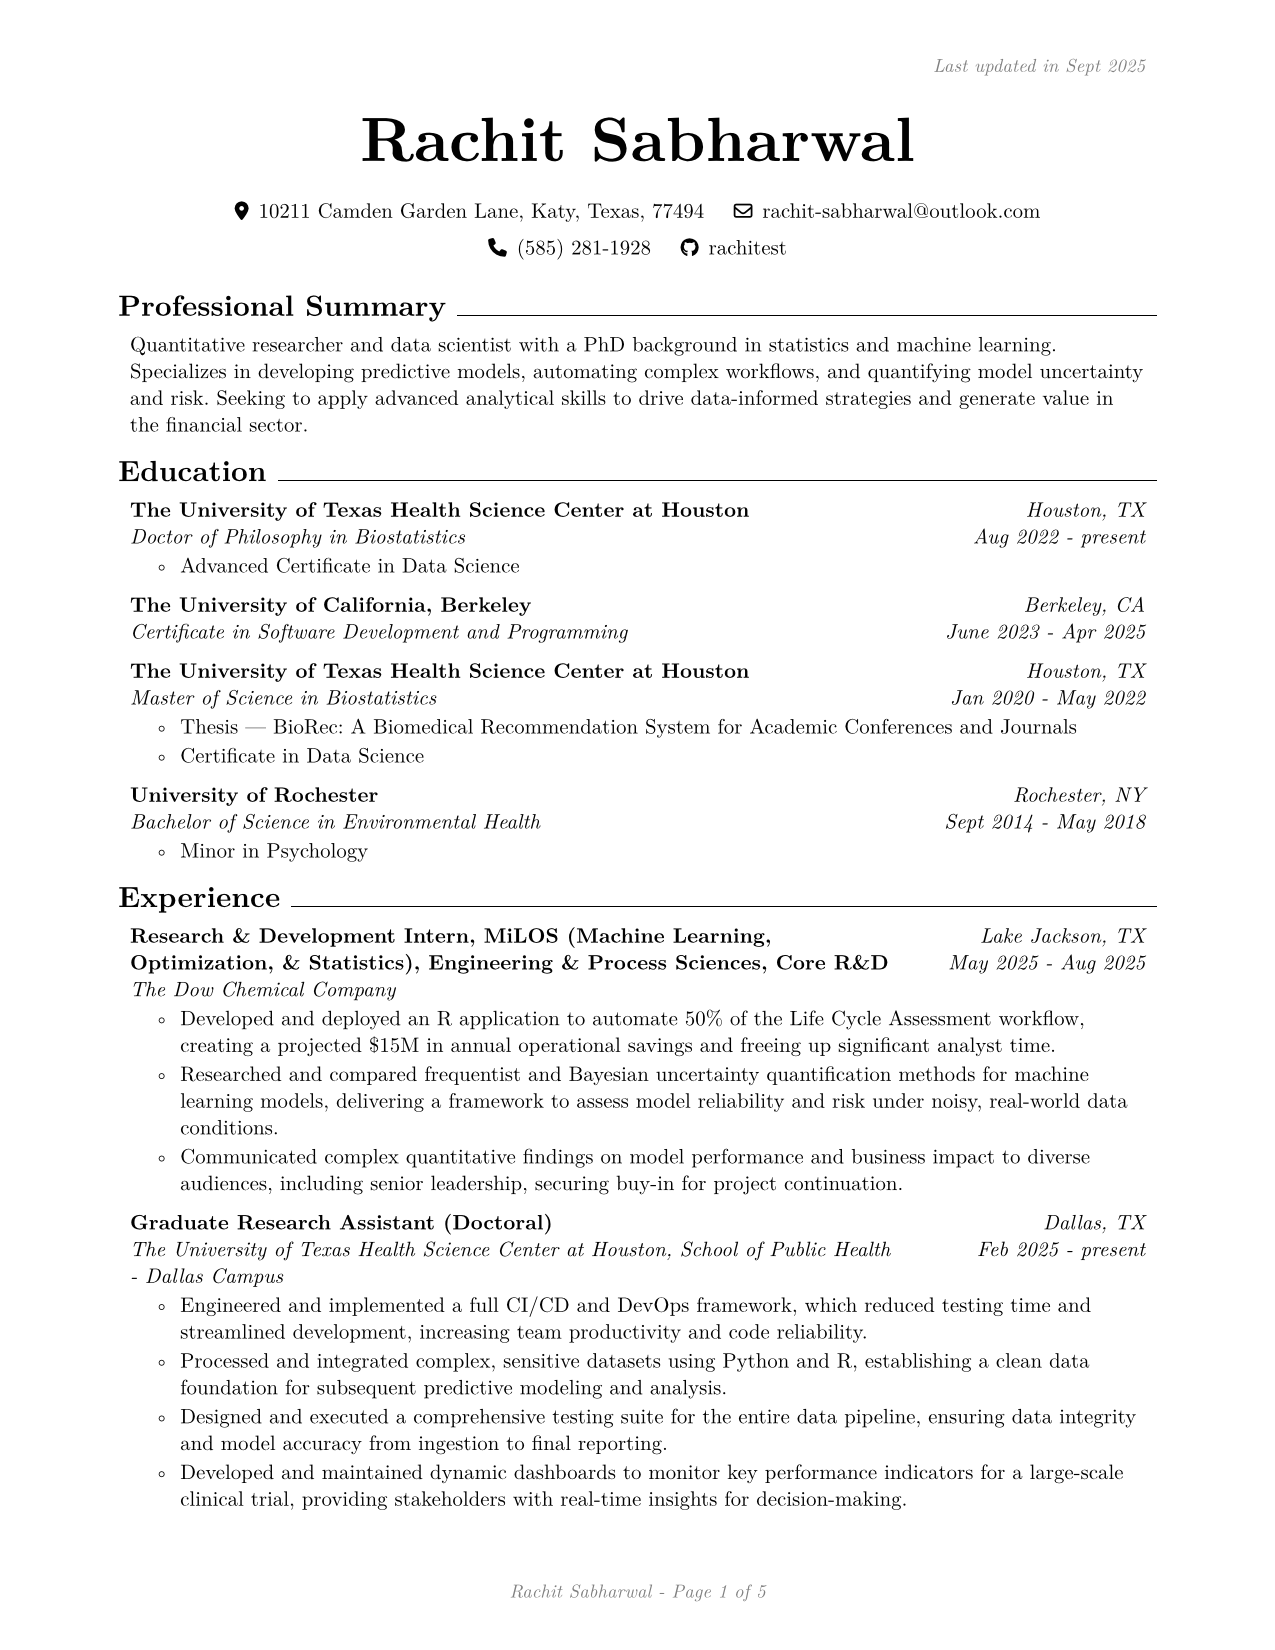 Last updated in Sept 2025
Rachit Sabharwal
10211 Camden Garden Lane, Katy, Texas, 77494 rachit-sabharwal@outlook.com
(585) 281-1928 rachitest
Professional Summary
Quantitative researcher and data scientist with a PhD background in statistics and machine learning.
Specializes in developing predictive models, automating complex workflows, and quantifying model uncertainty
and risk. Seeking to apply advanced analytical skills to drive data-informed strategies and generate value in
the financial sector.
Education
The University of Texas Health Science Center at Houston Houston, TX
Doctor of Philosophy in Biostatistics Aug 2022 - present
◦ Advanced Certificate in Data Science
The University of California, Berkeley Berkeley, CA
Certificate in Software Development and Programming June 2023 - Apr 2025
The University of Texas Health Science Center at Houston Houston, TX
Master of Science in Biostatistics Jan 2020 - May 2022
◦ Thesis — BioRec: A Biomedical Recommendation System for Academic Conferences and Journals
◦ Certificate in Data Science
University of Rochester Rochester, NY
Bachelor of Science in Environmental Health Sept 2014 - May 2018
◦ Minor in Psychology
Experience
Research & Development Intern, MiLOS (Machine Learning, Lake Jackson, TX
Optimization, & Statistics), Engineering & Process Sciences, Core R&D May 2025 - Aug 2025
The Dow Chemical Company
◦ Developed and deployed an R application to automate 50% of the Life Cycle Assessment workflow,
creating a projected $15M in annual operational savings and freeing up significant analyst time.
◦ Researched and compared frequentist and Bayesian uncertainty quantification methods for machine
learning models, delivering a framework to assess model reliability and risk under noisy, real-world data
conditions.
◦ Communicated complex quantitative findings on model performance and business impact to diverse
audiences, including senior leadership, securing buy-in for project continuation.
Graduate Research Assistant (Doctoral) Dallas, TX
The University of Texas Health Science Center at Houston, School of Public Health Feb 2025 - present
- Dallas Campus
◦ Engineered and implemented a full CI/CD and DevOps framework, which reduced testing time and
streamlined development, increasing team productivity and code reliability.
◦ Processed and integrated complex, sensitive datasets using Python and R, establishing a clean data
foundation for subsequent predictive modeling and analysis.
◦ Designed and executed a comprehensive testing suite for the entire data pipeline, ensuring data integrity
and model accuracy from ingestion to final reporting.
◦ Developed and maintained dynamic dashboards to monitor key performance indicators for a large-scale
clinical trial, providing stakeholders with real-time insights for decision-making.
Rachit Sabharwal - Page 1 of 5